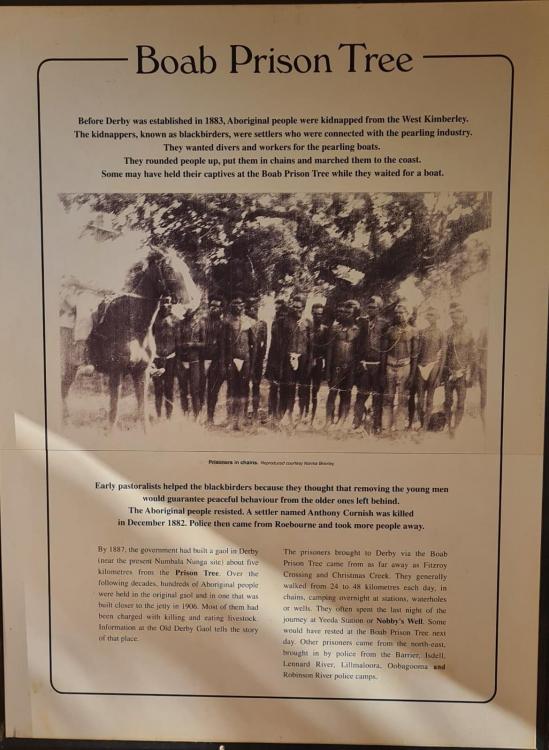 Boab Prison Tree
Before Derby was established in 1883, Aboriginal people were kidnapped from the West Kimberley.
The kidnappers, known as blackbirders, were settlers who were connected with the pearling industry.
They wanted divers and workers for the pearling boats.
They rounded people up, put them in chains and marched them to the coast.
Some may have held their captives at the Boab Prison Tree while they waited for a boat.
Prisoners in chains. Reproduced courtesy Brierley
Early pastoralists helped the blackbirders because they thought that removing the young men
would guarantee peaceful behaviour from the older ones left behind.
The Aboriginal people resisted. A settler named Anthony Cornish was killed
in December 1882. Police then came from Roebourne and took more people away.
By 1887, the government had built a gaol in Derby
(near the present Numbala Nunga site) about five
kilometres from the Prison Tree. Over the
following decades, hundreds of Aboriginal people
were held in the original gaol and in one that was
built closer to the jetty in 1906. Most of them had
been charged with killing and eating livestock.
Information at the Old Derby Gaol tells the story
of that place.
The prisoners brought to Derby via the Boab
Prison Tree came from as far away as Fitzroy
Crossing and Christmas Creek. They generally
walked from 24 to 48 kilometres each day, in
chains, camping overnight at stations, waterholes
or wells. They often spent the last night of the
journey at Yeeda Station or Nobby's Well. Some
would have rested at the Boab Prison Tree next
day. Other prisoners came from the north-east,
brought in by police from the Barrier, Isdell,
Lennard River, Lillmaloora, Oobagooma and
Robinson River police camps.